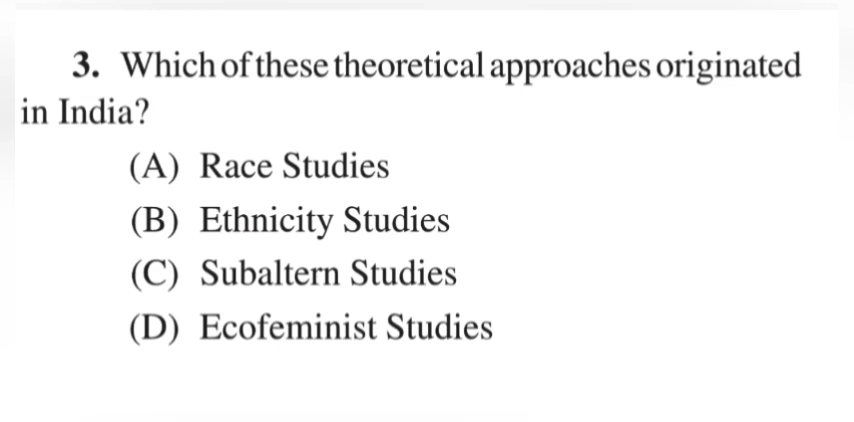 3. Which of these theoretical approaches originated
in India?
(A) Race Studies
(B) Ethnicity Studies
(C) Subaltern Studies
(D) Ecofeminist Studies